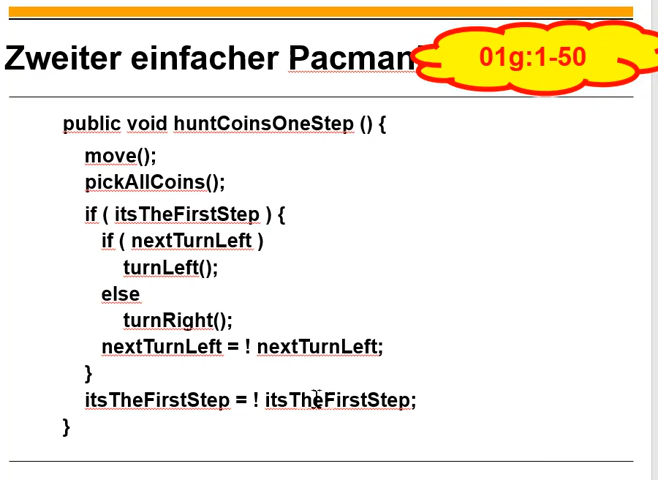 Zweiter einfacher Pacman
01g:1-50
public void huntCoinsOneStep () {
move();
pickAllCoins();
if ( itsTheFirstStep ) {
if ( nextTurnLeft )
turnLeft();
else
turnRight();
nextTurnLeft = ! nextTurnLeft;
}
itsTheFirstStep = ! itsTheFirstStep;
}